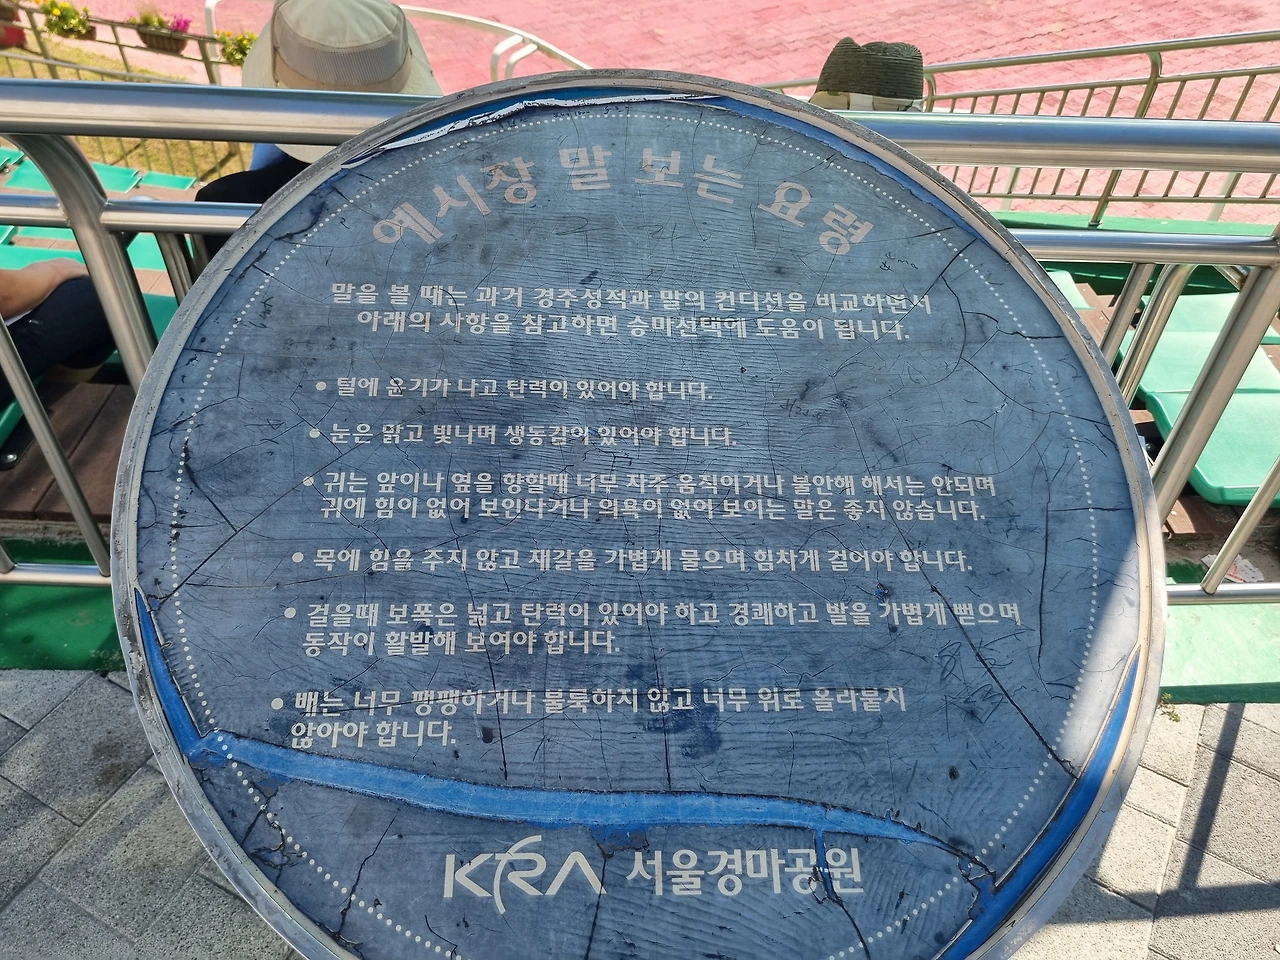 예시장 말 보는 요령
말을 볼 때는 과거 경주성적과 말의 컨디션을 비교하면서
아래의 사항을 참고하면 승마선택에 도움이 됩니다.
• 털에 윤기가 나고 탄력이 있어야 합니다.
• 눈은 맑고 빛나며 생동감이 있어야 합니다.
• 귀는 앞이나 옆을 향할때 너무 자주 움직이거나 불안해 해서는 안되며
귀에 힘이 없어 보인다거나 의욕이 없어 보이는 말은 좋지 않습니다.
• 목에 힘을 주지 않고 재갈을 가볍게 물으며 힘차게 걸어야 합니다.
• 걸을때 보폭은 넓고 탄력이 있어야 하고 경쾌하고 발을 가볍게 뻗으며
동작이 활발해 보여야 합니다.
• 배는 너무 팽팽하거나 불룩하지 않고 너무 위로 올라붙지
않아야 합니다.
KRA 서울경마공원